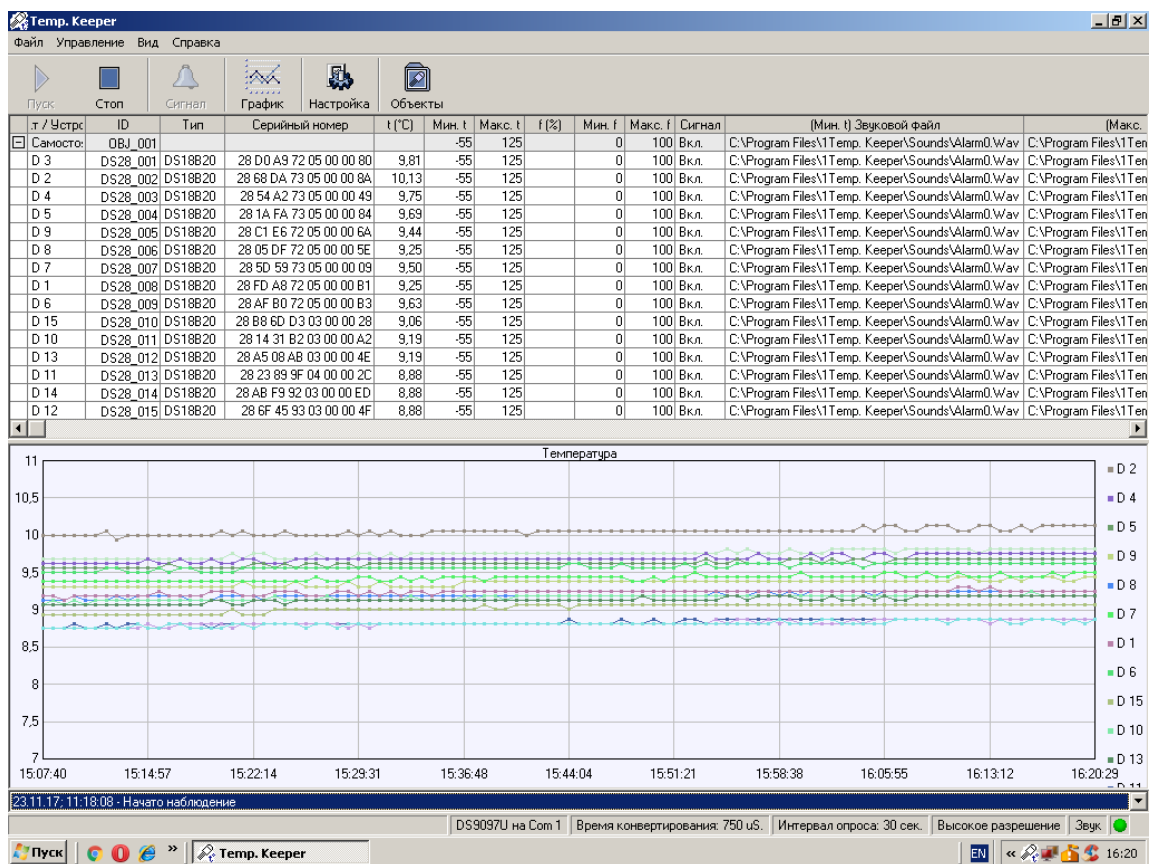 Temp. Keeper
Файл Управление Вид Справка
Пуск Стоп Сигнал График Настройка Объекты
.т / Устрс ID Тип Серийный номер t (°C) Мин. t Макс. t f (%) Мин. f Макс. f Сигнал (Мин. t) Звуковой файл (Макс.
Самосто: OBJ_001 -55 125 0 100 Вкл. C:\Program Files\1Temp. Keeper\Sounds\Alarm0.Wav C:\Program Files\1Ten
D 3 DS28_001 DS18B20 28 D0 A9 72 05 00 00 80 9,81 -55 125 0 100 Вкл. C:\Program Files\1Temp. Keeper\Sounds\Alarm0.Wav C:\Program Files\1Ten
D 2 DS28_002 DS18B20 28 68 DA 73 05 00 00 8A 10,13 -55 125 0 100 Вкл. C:\Program Files\1Temp. Keeper\Sounds\Alarm0.Wav C:\Program Files\1Ten
D 4 DS28_003 DS18B20 28 54 A2 73 05 00 00 49 9,75 -55 125 0 100 Вкл. C:\Program Files\1Temp. Keeper\Sounds\Alarm0.Wav C:\Program Files\1Ten
D 5 DS28_004 DS18B20 28 1A FA 73 05 00 00 84 9,69 -55 125 0 100 Вкл. C:\Program Files\1Temp. Keeper\Sounds\Alarm0.Wav C:\Program Files\1Ten
D 9 DS28_005 DS18B20 28 C1 E6 72 05 00 00 6A 9,44 -55 125 0 100 Вкл. C:\Program Files\1Temp. Keeper\Sounds\Alarm0.Wav C:\Program Files\1Ten
D 8 DS28_006 DS18B20 28 05 DF 72 05 00 00 5E 9,25 -55 125 0 100 Вкл. C:\Program Files\1Temp. Keeper\Sounds\Alarm0.Wav C:\Program Files\1Ten
D 7 DS28_007 DS18B20 28 5D 59 73 05 00 00 09 9,50 -55 125 0 100 Вкл. C:\Program Files\1Temp. Keeper\Sounds\Alarm0.Wav C:\Program Files\1Ten
D 1 DS28_008 DS18B20 28 FD A8 72 05 00 00 B1 9,25 -55 125 0 100 Вкл. C:\Program Files\1Temp. Keeper\Sounds\Alarm0.Wav C:\Program Files\1Ten
D 6 DS28_009 DS18B20 28 AF B0 72 05 00 00 B3 9,63 -55 125 0 100 Вкл. C:\Program Files\1Temp. Keeper\Sounds\Alarm0.Wav C:\Program Files\1Ten
D 15 DS28_010 DS18B20 28 B8 6D D3 03 00 00 28 9,06 -55 125 0 100 Вкл. C:\Program Files\1Temp. Keeper\Sounds\Alarm0.Wav C:\Program Files\1Ten
D 10 DS28_011 DS18B20 28 14 31 B2 03 00 00 A2 9,19 -55 125 0 100 Вкл. C:\Program Files\1Temp. Keeper\Sounds\Alarm0.Wav C:\Program Files\1Ten
D 13 DS28_012 DS18B20 28 A5 08 AB 03 00 00 4E 9,19 -55 125 0 100 Вкл. C:\Program Files\1Temp. Keeper\Sounds\Alarm0.Wav C:\Program Files\1Ten
D 11 DS28_013 DS18B20 28 23 89 9F 04 00 00 2C 8,88 -55 125 0 100 Вкл. C:\Program Files\1Temp. Keeper\Sounds\Alarm0.Wav C:\Program Files\1Ten
D 14 DS28_014 DS18B20 28 AB F9 92 03 00 00 ED 8,88 -55 125 0 100 Вкл. C:\Program Files\1Temp. Keeper\Sounds\Alarm0.Wav C:\Program Files\1Ten
D 12 DS28_015 DS18B20 28 6F 45 93 03 00 00 4F 8,88 -55 125 0 100 Вкл. C:\Program Files\1Temp. Keeper\Sounds\Alarm0.Wav C:\Program Files\1Ten
Температура
11
10,5
10
9,5
9
8,5
8
7,5
7
15:07:40 15:14:57 15:22:14 15:29:31 15:36:48 15:44:04 15:51:21 15:58:38 16:05:55 16:13:12 16:20:29
D 2
D 4
D 5
D 9
D 8
D 7
D 1
D 6
D 15
D 10
D 13
D 11
23.11.17; 11:18:08 - Начато наблюдение
DS9097U на Com 1 Время конвертирования: 750 uS. Интервал опроса: 30 сек. Высокое разрешение Звук
Пуск » Temp. Keeper EN « 16:20